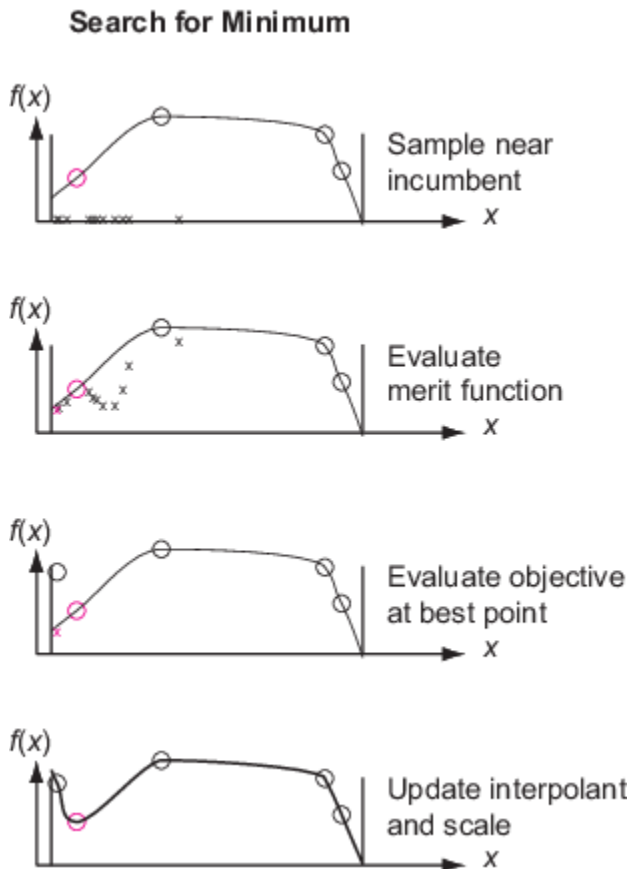 Search for Minimum
f(x)
Sample near
incumbent
x
f(x)
Evaluate
merit function
x
f(x)
Evaluate objective
at best point
x
f(x)
Update interpolant
and scale
x